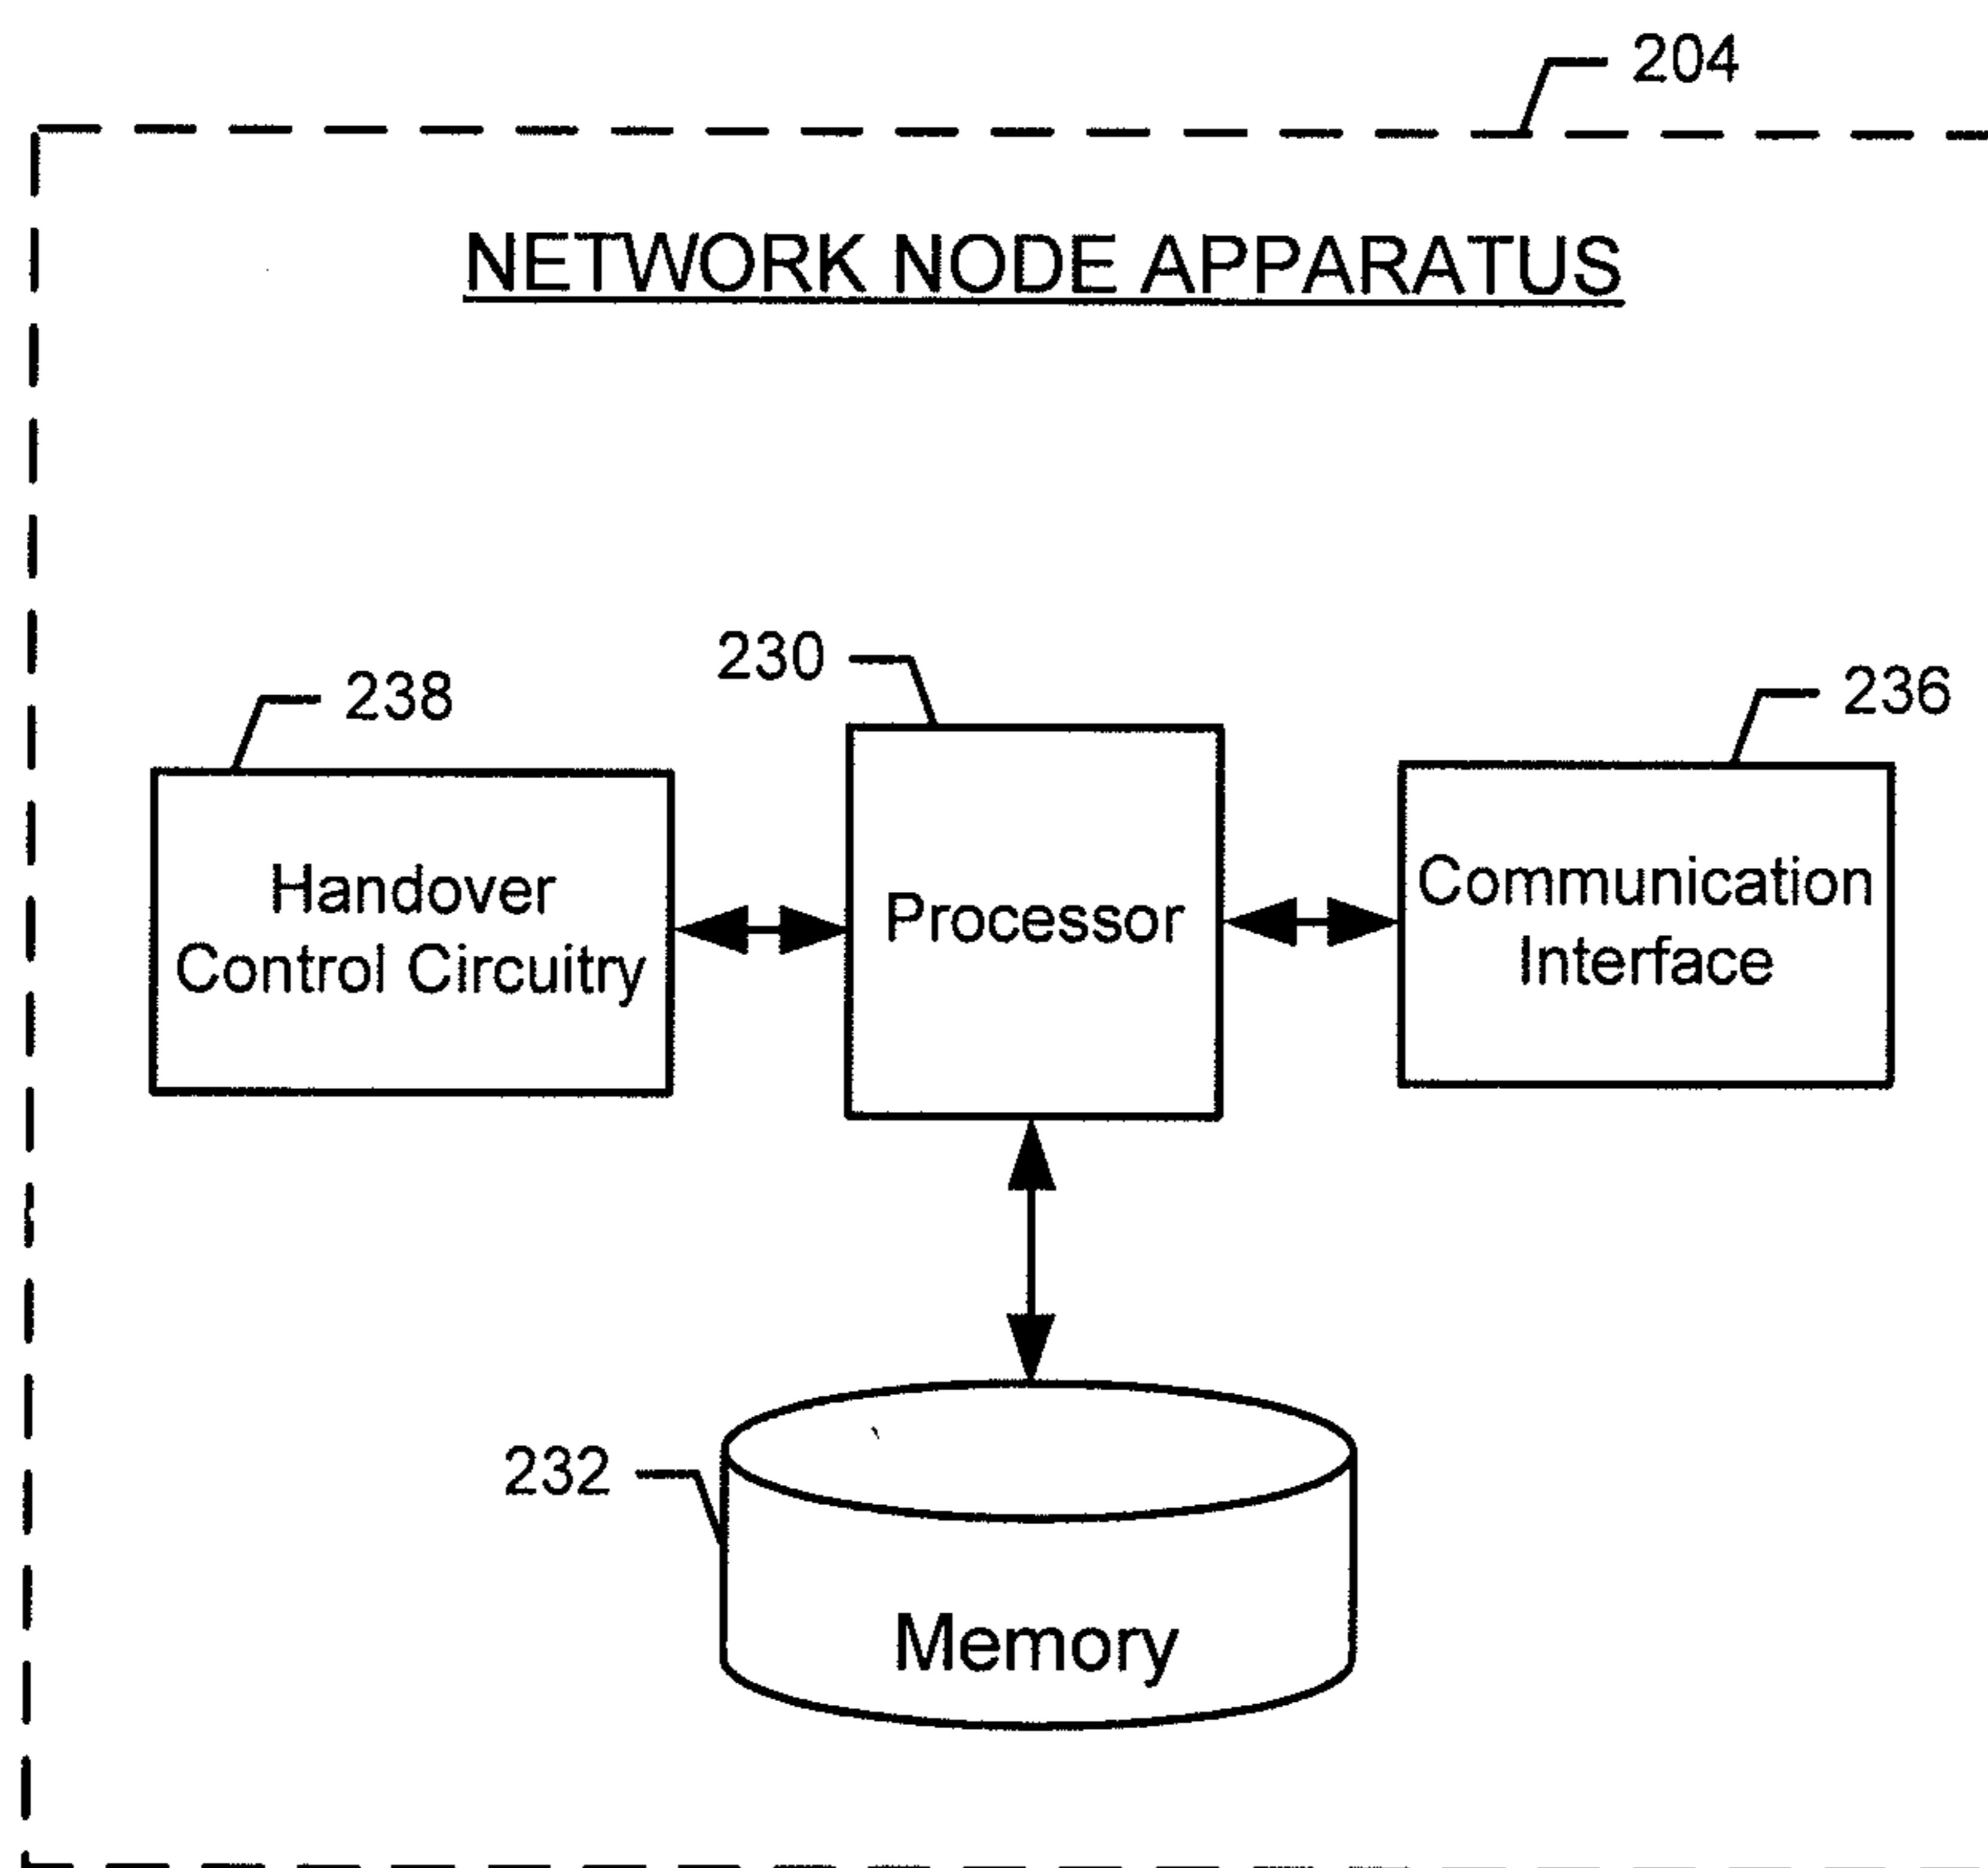 204
NETWORK NODE APPARATUS
230
238
236
Handover
Control Circuitry
Processor
Communication
Interface
232
Memory